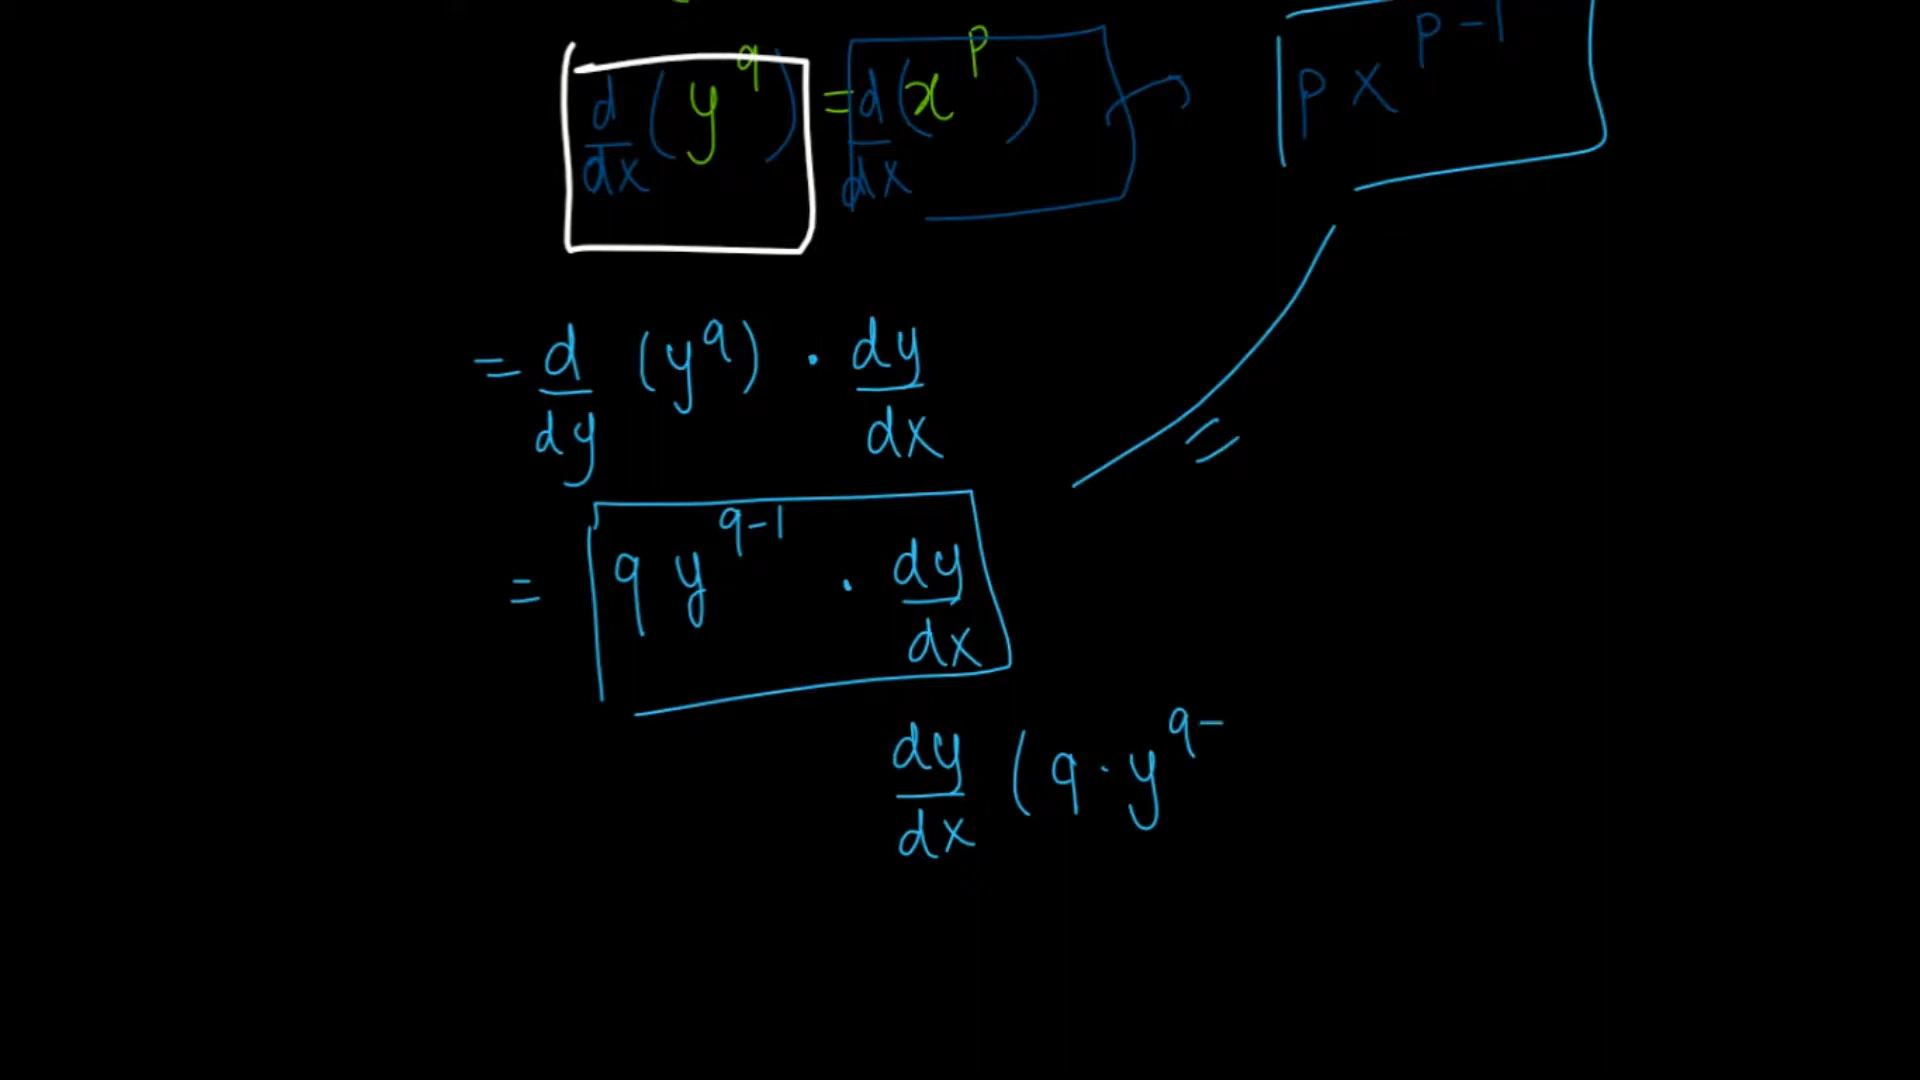 d/dx (y^q) = d/dx (x^p) p x^(p-1)
= d/dy (y^q) · dy/dx
=
= q y^(q-1) · dy/dx
dy/dx (q · y^(q-